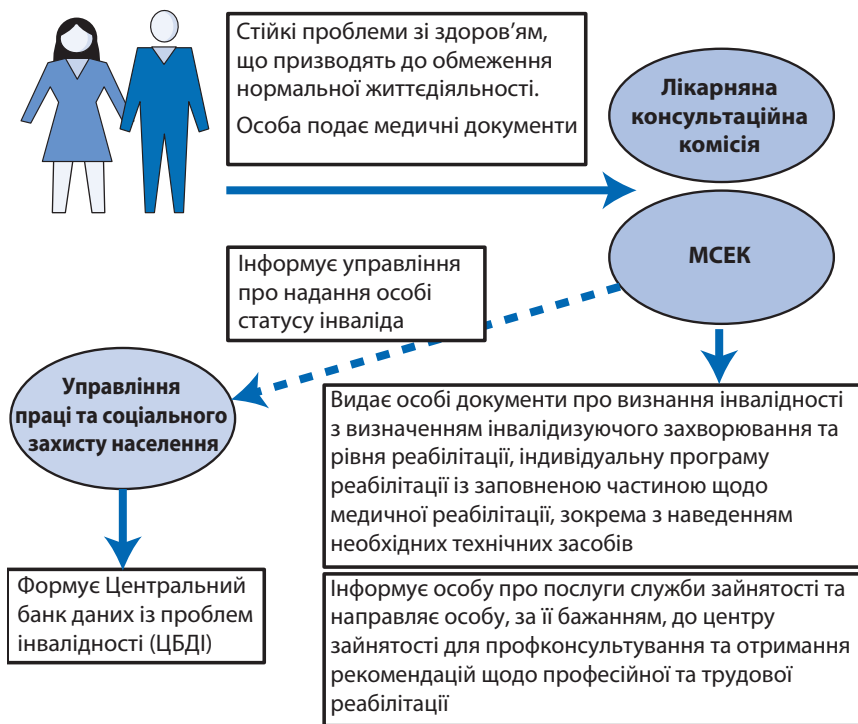 Стійкі проблеми зі здоров’ям,
що призводять до обмеження
нормальної життєдіяльності.
Особа подає медичні документи
Лікарняна
консультаційна
комісія
МСЕК
Інформує управління
про надання особі
статусу інваліда
Управління
праці та соціального
захисту населення
Видає особі документи про визнання інвалідності
з визначенням інвалідизуючого захворювання та
рівня реабілітації, індивідуальну програму
реабілітації із заповненою частиною щодо
медичної реабілітації, зокрема з наведенням
необхідних технічних засобів
Формує Центральний
банк даних із проблем
інвалідності (ЦБДІ)
Інформує особу про послуги служби зайнятості та
направляє особу, за її бажанням, до центру
зайнятості для профконсультування та отримання
рекомендацій щодо професійної та трудової
реабілітації